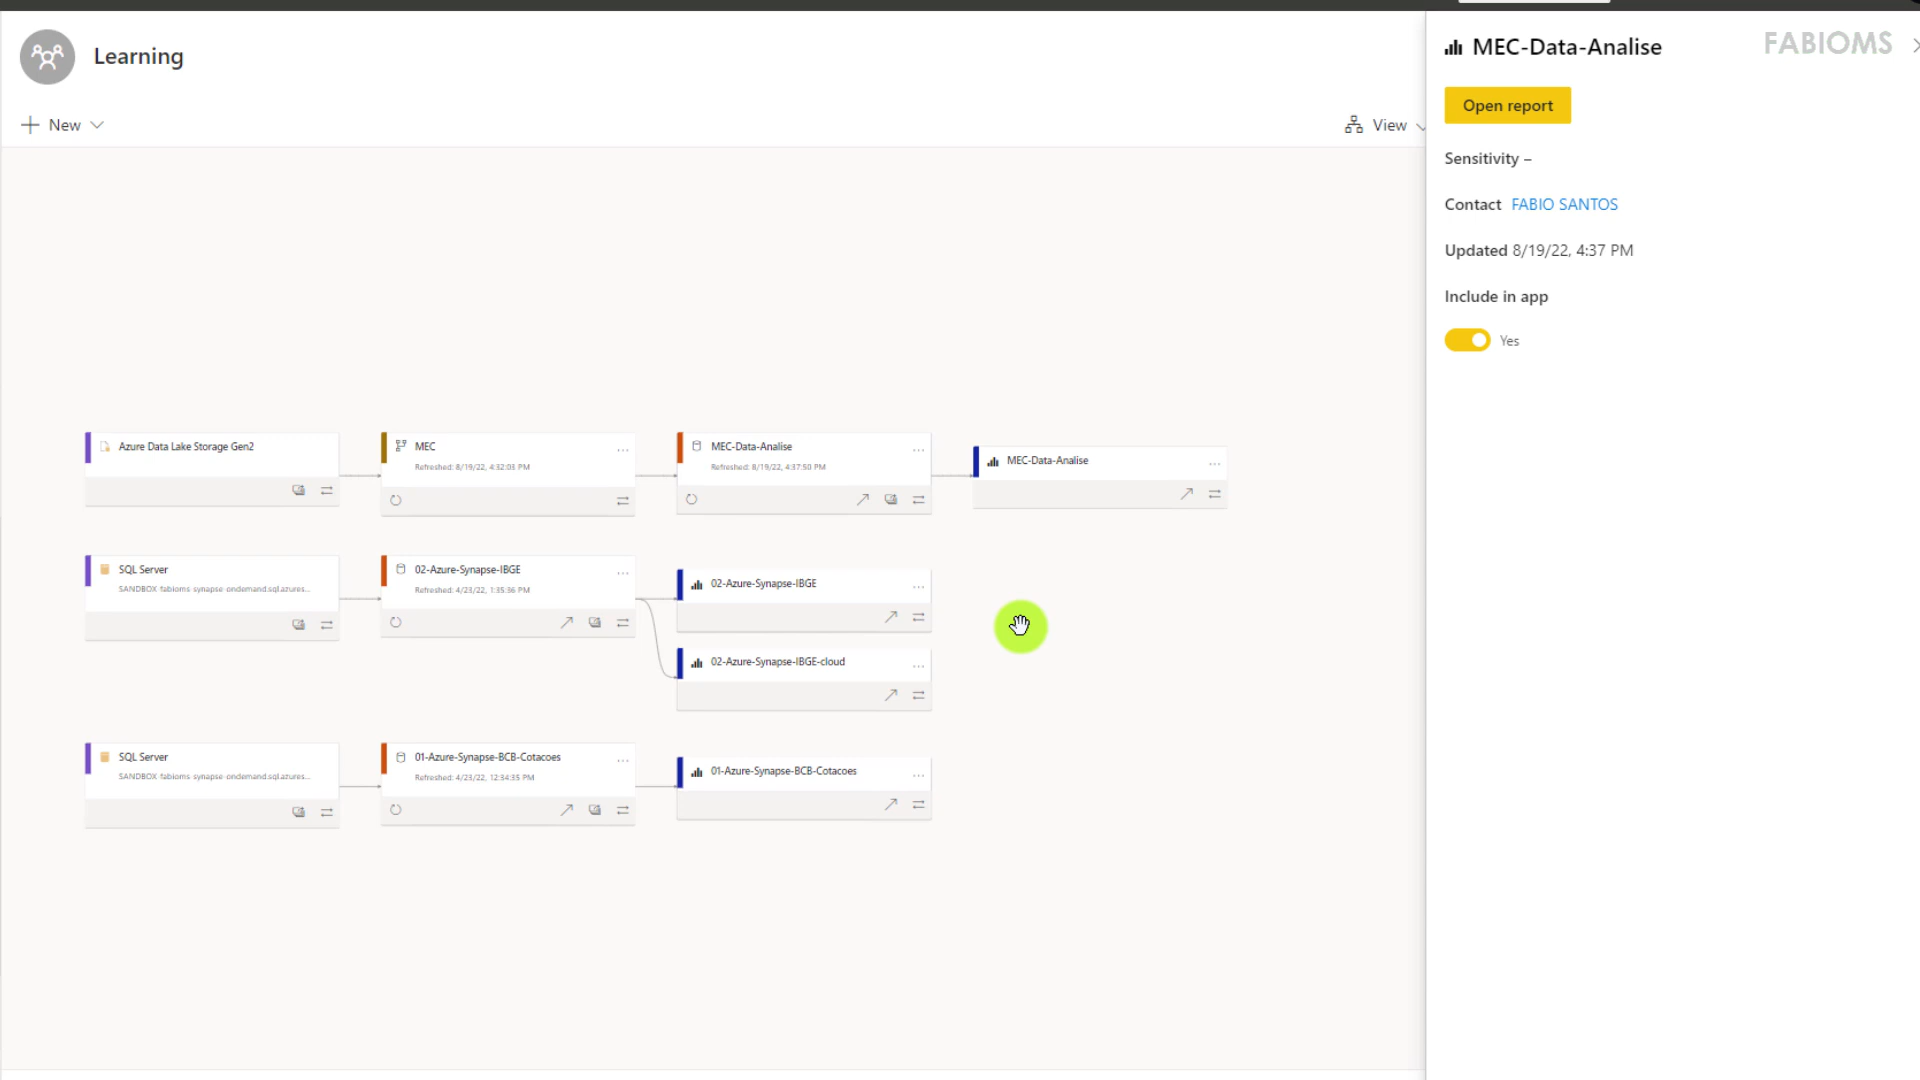 Learning
New
View
Azure Data Lake Storage Gen2
MEC
Refreshed: 8/19/22, 4:32:03 PM
MEC-Data-Analise
Refreshed: 8/19/22, 4:37:50 PM
MEC-Data-Analise
SQL Server
SANDBOX-fabioms-synapse-ondemand.sql.azures...
02-Azure-Synapse-IBGE
Refreshed: 4/23/22, 1:35:36 PM
02-Azure-Synapse-IBGE
02-Azure-Synapse-IBGE-cloud
SQL Server
SANDBOX-fabioms-synapse-ondemand.sql.azures...
01-Azure-Synapse-BCB-Cotacoes
Refreshed: 4/23/22, 12:34:35 PM
01-Azure-Synapse-BCB-Cotacoes
MEC-Data-Analise
FABIOMS
Open report
Sensitivity –
Contact FABIO SANTOS
Updated 8/19/22, 4:37 PM
Include in app
Yes